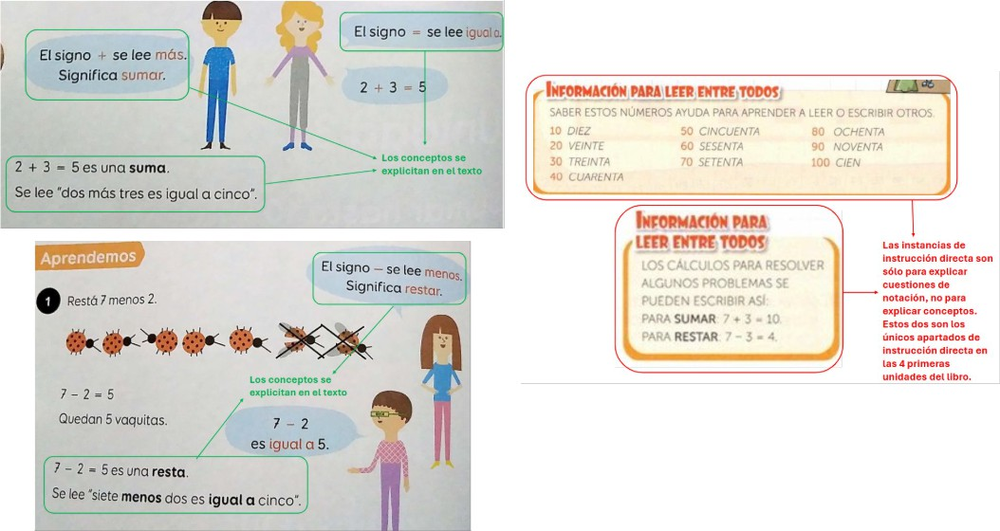 El signo + se lee más.
Significa sumar.
El signo = se lee igual a.
2 + 3 = 5
Los conceptos se
explicitan en el texto
2 + 3 = 5 es una suma.
Se lee "dos más tres es igual a cinco".
Aprendemos
El signo — se lee menos.
Significa restar.
1 Restá 7 menos 2.
Los conceptos se
explicitan en el texto
7 – 2 = 5
Quedan 5 vaquitas.
7 – 2
es igual a 5.
7 – 2 = 5 es una resta.
Se lee "siete menos dos es igual a cinco".
INFORMACIÓN PARA LEER ENTRE TODOS
SABER ESTOS NÚMEROS AYUDA PARA APRENDER A LEER O ESCRIBIR OTROS.
10 DIEZ 50 CINCUENTA 80 OCHENTA
20 VEINTE 60 SESENTA 90 NOVENTA
30 TREINTA 70 SETENTA 100 CIEN
40 CUARENTA
INFORMACIÓN PARA
LEER ENTRE TODOS
LOS CÁLCULOS PARA RESOLVER
ALGUNOS PROBLEMAS SE
PUEDEN ESCRIBIR ASÍ:
PARA SUMAR: 7 + 3 = 10.
PARA RESTAR: 7 – 3 = 4.
Las instancias de
instrucción directa son
sólo para explicar
cuestiones de
notación, no para
explicar conceptos.
Estos dos son los
únicos apartados de
instrucción directa en
las 4 primeras
unidades del libro.